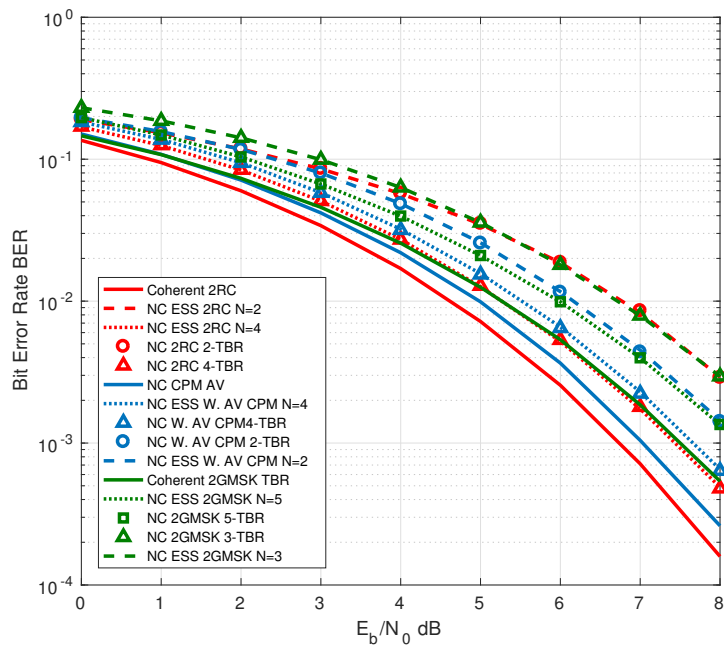 10^0
10^-1
10^-2
10^-3
10^-4
Bit Error Rate BER
Coherent 2RC
NC ESS 2RC N=2
NC ESS 2RC N=4
NC 2RC 2-TBR
NC 2RC 4-TBR
NC CPM AV
NC ESS W. AV CPM N=4
NC W. AV CPM4-TBR
NC W. AV CPM 2-TBR
NC ESS W. AV CPM N=2
Coherent 2GMSK TBR
NC ESS 2GMSK N=5
NC 2GMSK 5-TBR
NC 2GMSK 3-TBR
NC ESS 2GMSK N=3
0 1 2 3 4 5 6 7 8
E_b/N_0 dB